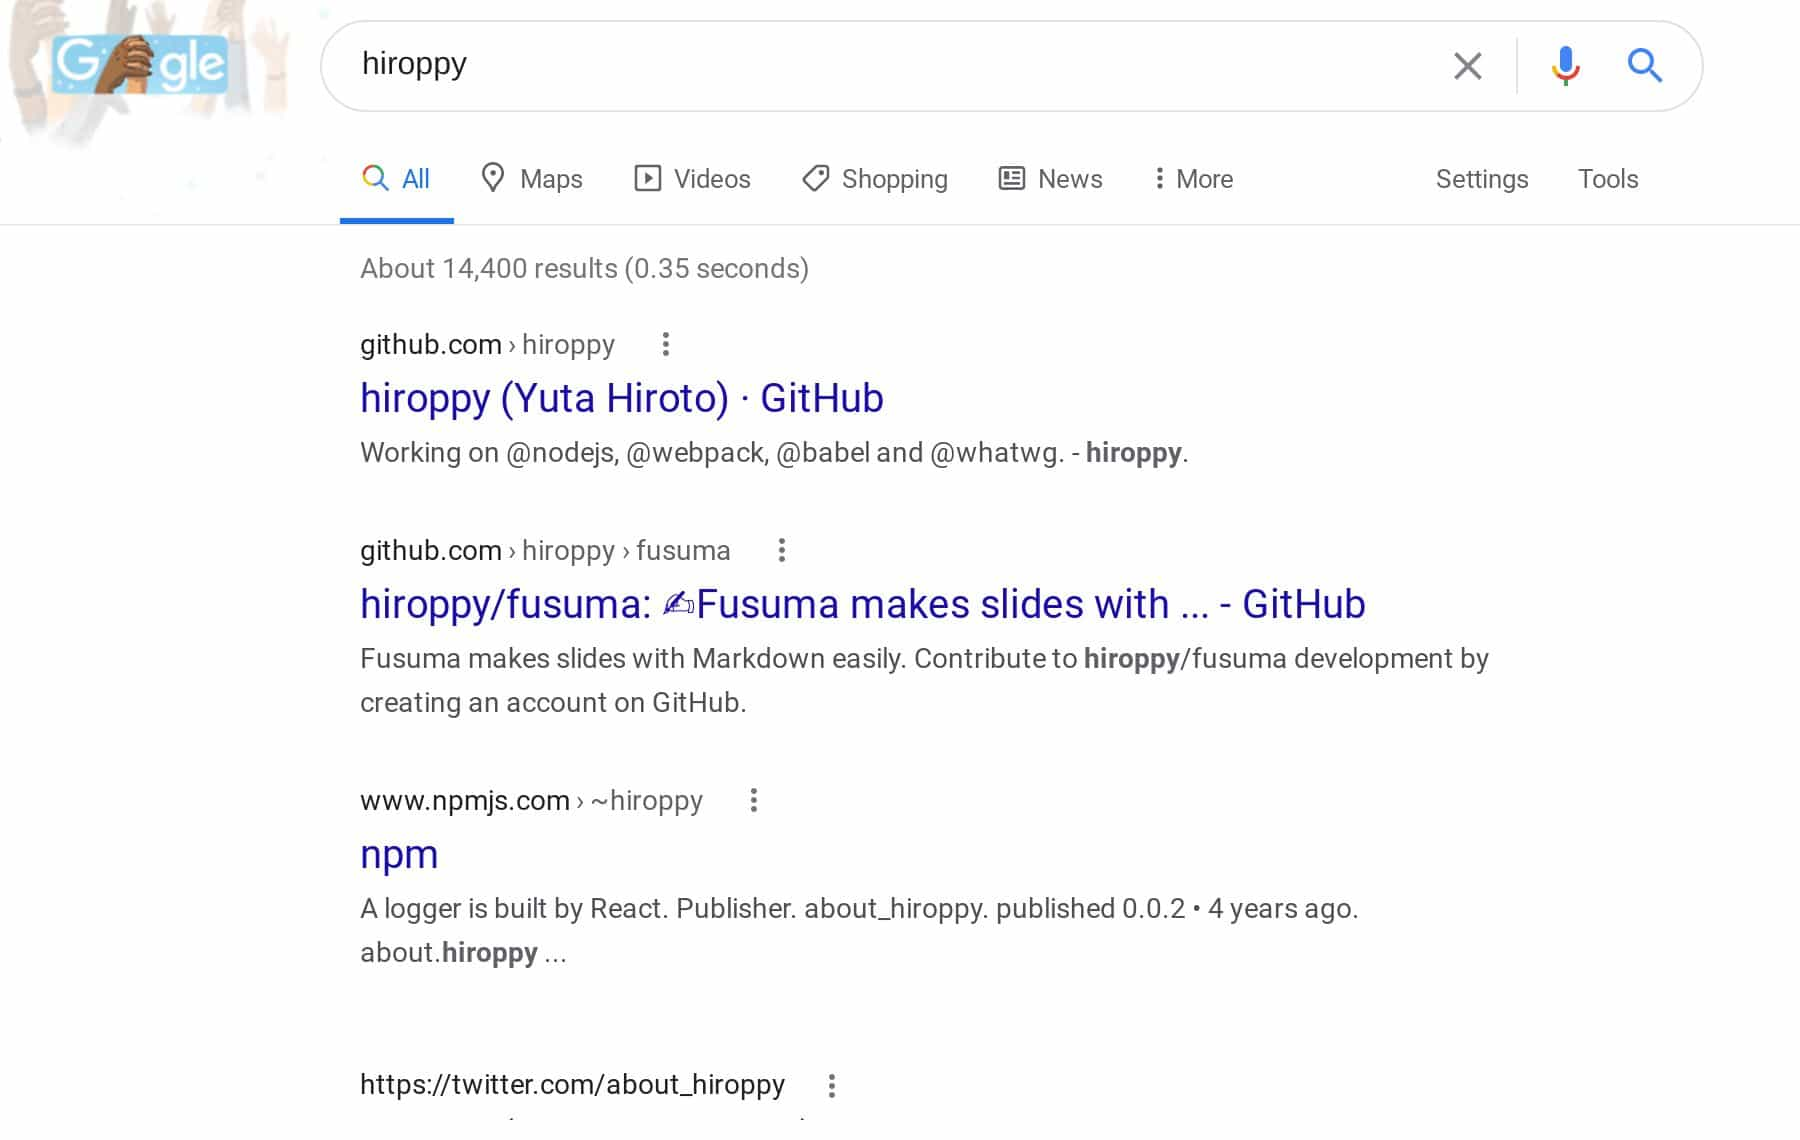 Google
hiroppy
All Maps Videos Shopping News More Settings Tools
About 14,400 results (0.35 seconds)
github.com › hiroppy
hiroppy (Yuta Hiroto) · GitHub
Working on @nodejs, @webpack, @babel and @whatwg. - hiroppy.
github.com › hiroppy › fusuma
hiroppy/fusuma: ✍Fusuma makes slides with ... - GitHub
Fusuma makes slides with Markdown easily. Contribute to hiroppy/fusuma development by
creating an account on GitHub.
www.npmjs.com › ~hiroppy
npm
A logger is built by React. Publisher. about_hiroppy. published 0.0.2 • 4 years ago.
about.hiroppy ...
https://twitter.com/about_hiroppy